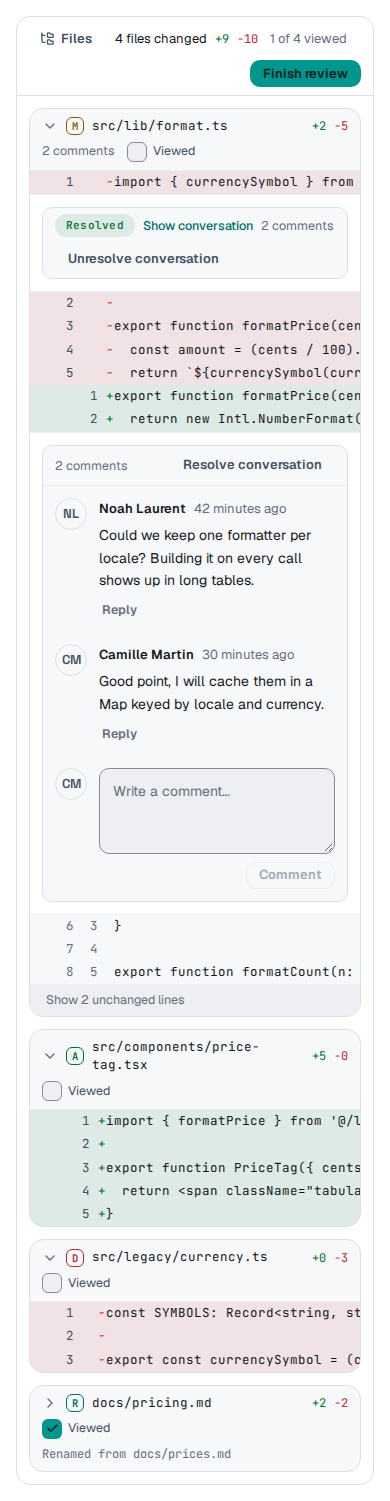 Files 4 files changed +9 -10 1 of 4 viewed
Finish review
M src/lib/format.ts +2 -5
2 comments Viewed
1 -import { currencySymbol } from
Resolved Show conversation 2 comments
Unresolve conversation
2 -
3 -export function formatPrice(cen
4 -  const amount = (cents / 100).
5 -  return `${currencySymbol(curr
1 +export function formatPrice(cen
2 +  return new Intl.NumberFormat(
2 comments Resolve conversation
NL Noah Laurent 42 minutes ago
Could we keep one formatter per
locale? Building it on every call
shows up in long tables.
Reply
CM Camille Martin 30 minutes ago
Good point, I will cache them in a
Map keyed by locale and currency.
Reply
CM Write a comment…
Comment
6 3 }
7 4
8 5 export function formatCount(n:
Show 2 unchanged lines
A src/components/price-
tag.tsx +5 -0
Viewed
1 +import { formatPrice } from '@/l
2 +
3 +export function PriceTag({ cents
4 +  return <span className="tabula
5 +}
D src/legacy/currency.ts +0 -3
Viewed
1 -const SYMBOLS: Record<string, st
2 -
3 -export const currencySymbol = (c
R docs/pricing.md +2 -2
Viewed
Renamed from docs/prices.md